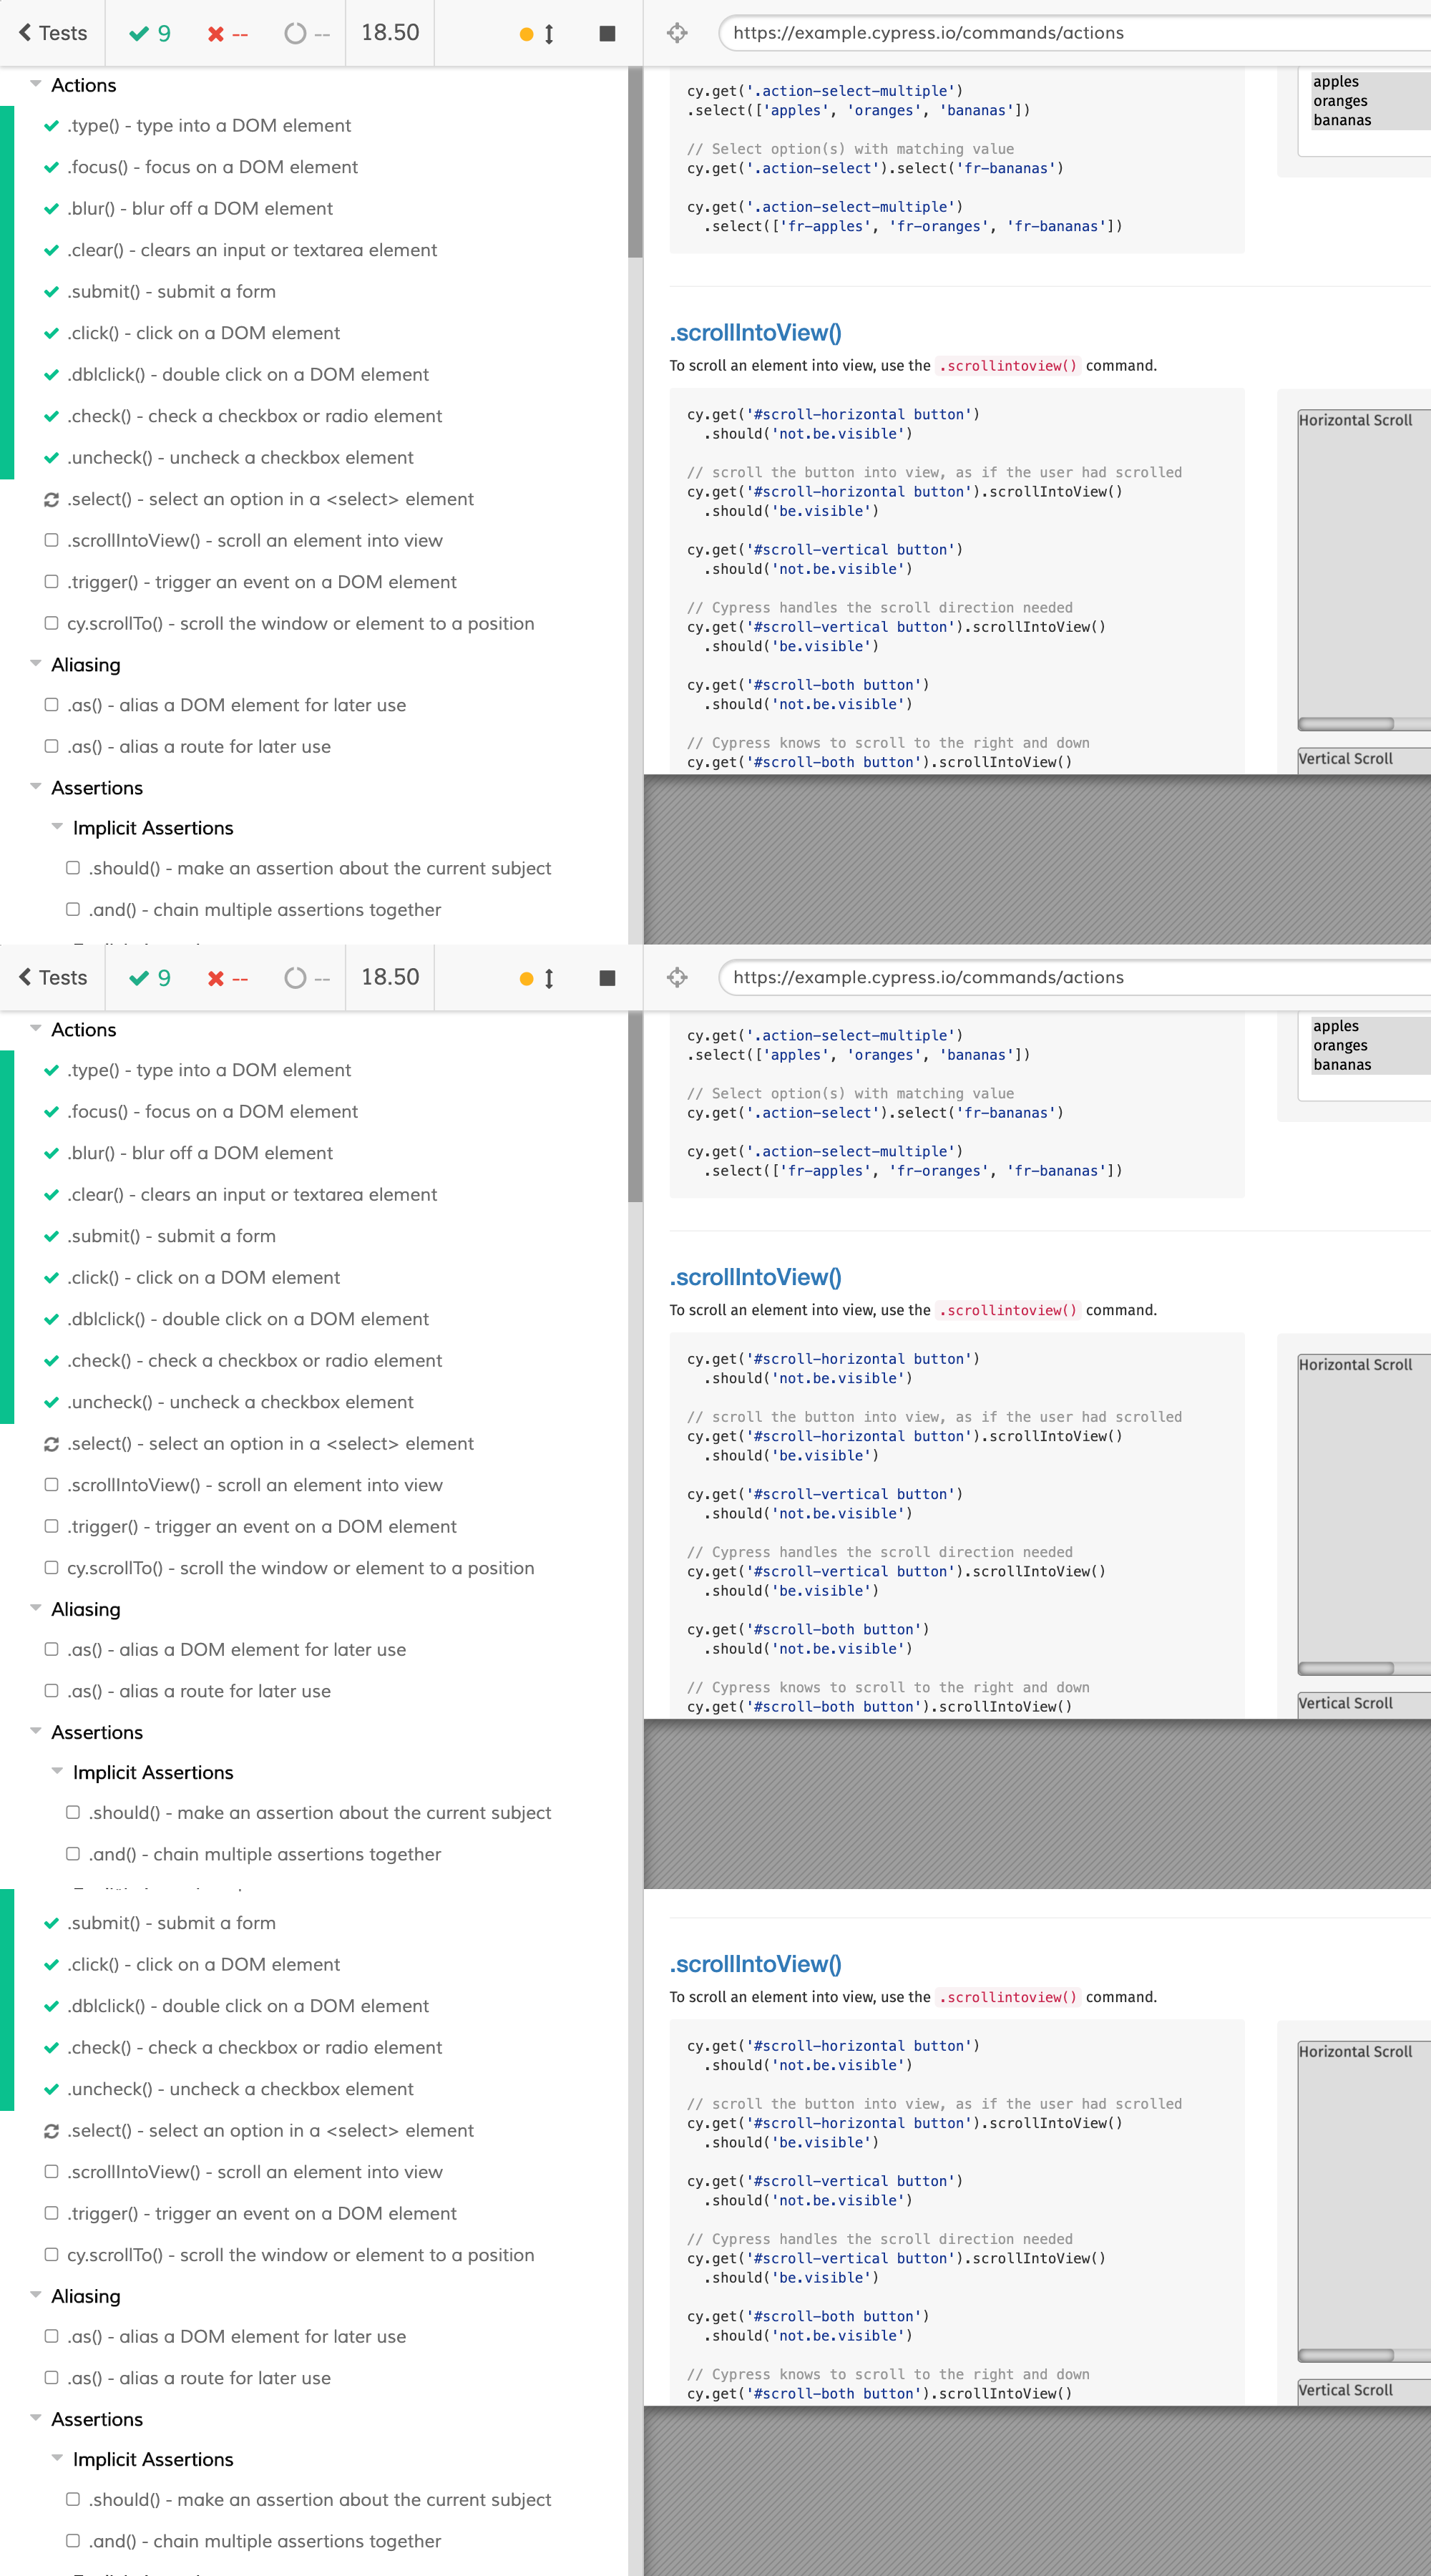 Tests 9 -- -- 18.50
Actions
.type() - type into a DOM element
.focus() - focus on a DOM element
.blur() - blur off a DOM element
.clear() - clears an input or textarea element
.submit() - submit a form
.click() - click on a DOM element
.dblclick() - double click on a DOM element
.check() - check a checkbox or radio element
.uncheck() - uncheck a checkbox element
.select() - select an option in a <select> element
.scrollIntoView() - scroll an element into view
.trigger() - trigger an event on a DOM element
cy.scrollTo() - scroll the window or element to a position
Aliasing
.as() - alias a DOM element for later use
.as() - alias a route for later use
Assertions
Implicit Assertions
.should() - make an assertion about the current subject
.and() - chain multiple assertions together
https://example.cypress.io/commands/actions
cy.get('.action-select-multiple')
.select(['apples', 'oranges', 'bananas'])
// Select option(s) with matching value
cy.get('.action-select').select('fr-bananas')
cy.get('.action-select-multiple')
.select(['fr-apples', 'fr-oranges', 'fr-bananas'])
apples
oranges
bananas
.scrollIntoView()
To scroll an element into view, use the .scrollintoview() command.
cy.get('#scroll-horizontal button')
.should('not.be.visible')
// scroll the button into view, as if the user had scrolled
cy.get('#scroll-horizontal button').scrollIntoView()
.should('be.visible')
cy.get('#scroll-vertical button')
.should('not.be.visible')
// Cypress handles the scroll direction needed
cy.get('#scroll-vertical button').scrollIntoView()
.should('be.visible')
cy.get('#scroll-both button')
.should('not.be.visible')
// Cypress knows to scroll to the right and down
cy.get('#scroll-both button').scrollIntoView()
Horizontal Scroll
Vertical Scroll
Tests 9 -- -- 18.50
Actions
.type() - type into a DOM element
.focus() - focus on a DOM element
.blur() - blur off a DOM element
.clear() - clears an input or textarea element
.submit() - submit a form
.click() - click on a DOM element
.dblclick() - double click on a DOM element
.check() - check a checkbox or radio element
.uncheck() - uncheck a checkbox element
.select() - select an option in a <select> element
.scrollIntoView() - scroll an element into view
.trigger() - trigger an event on a DOM element
cy.scrollTo() - scroll the window or element to a position
Aliasing
.as() - alias a DOM element for later use
.as() - alias a route for later use
Assertions
Implicit Assertions
.should() - make an assertion about the current subject
.and() - chain multiple assertions together
https://example.cypress.io/commands/actions
cy.get('.action-select-multiple')
.select(['apples', 'oranges', 'bananas'])
// Select option(s) with matching value
cy.get('.action-select').select('fr-bananas')
cy.get('.action-select-multiple')
.select(['fr-apples', 'fr-oranges', 'fr-bananas'])
apples
oranges
bananas
.scrollIntoView()
To scroll an element into view, use the .scrollintoview() command.
cy.get('#scroll-horizontal button')
.should('not.be.visible')
// scroll the button into view, as if the user had scrolled
cy.get('#scroll-horizontal button').scrollIntoView()
.should('be.visible')
cy.get('#scroll-vertical button')
.should('not.be.visible')
// Cypress handles the scroll direction needed
cy.get('#scroll-vertical button').scrollIntoView()
.should('be.visible')
cy.get('#scroll-both button')
.should('not.be.visible')
// Cypress knows to scroll to the right and down
cy.get('#scroll-both button').scrollIntoView()
Horizontal Scroll
Vertical Scroll
.submit() - submit a form
.click() - click on a DOM element
.dblclick() - double click on a DOM element
.check() - check a checkbox or radio element
.uncheck() - uncheck a checkbox element
.select() - select an option in a <select> element
.scrollIntoView() - scroll an element into view
.trigger() - trigger an event on a DOM element
cy.scrollTo() - scroll the window or element to a position
Aliasing
.as() - alias a DOM element for later use
.as() - alias a route for later use
Assertions
Implicit Assertions
.should() - make an assertion about the current subject
.and() - chain multiple assertions together
.scrollIntoView()
To scroll an element into view, use the .scrollintoview() command.
cy.get('#scroll-horizontal button')
.should('not.be.visible')
// scroll the button into view, as if the user had scrolled
cy.get('#scroll-horizontal button').scrollIntoView()
.should('be.visible')
cy.get('#scroll-vertical button')
.should('not.be.visible')
// Cypress handles the scroll direction needed
cy.get('#scroll-vertical button').scrollIntoView()
.should('be.visible')
cy.get('#scroll-both button')
.should('not.be.visible')
// Cypress knows to scroll to the right and down
cy.get('#scroll-both button').scrollIntoView()
Horizontal Scroll
Vertical Scroll